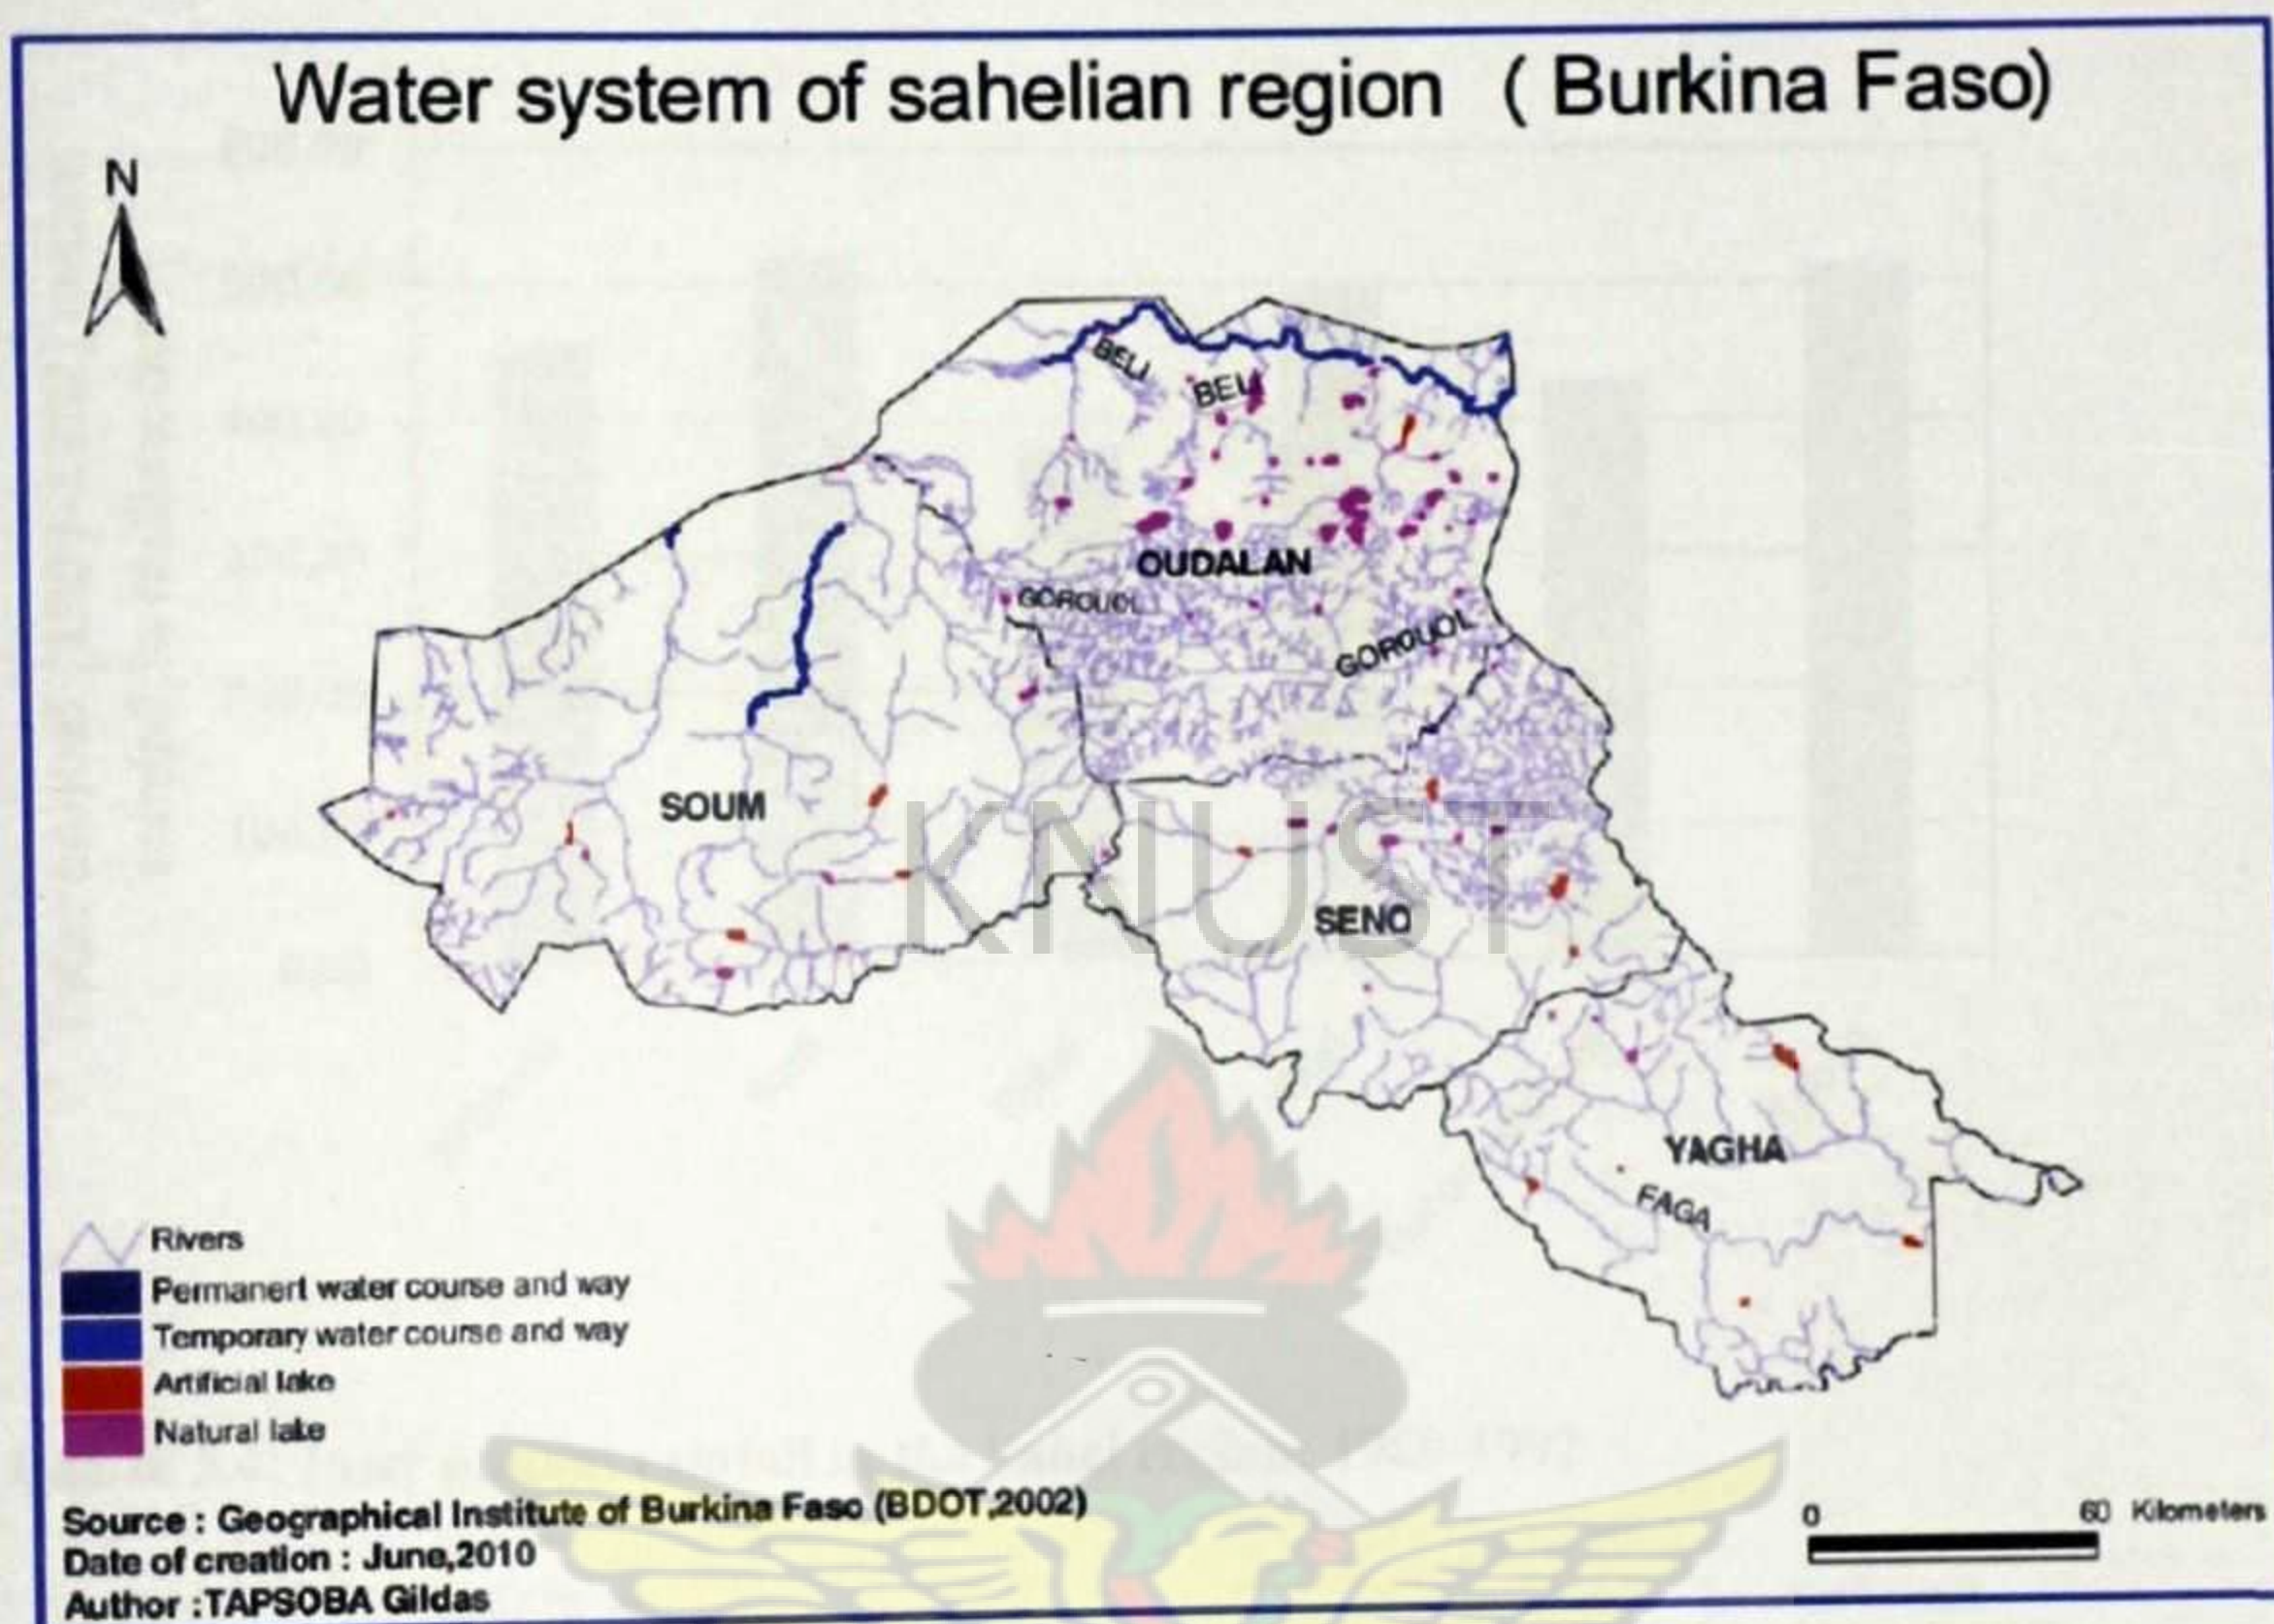 Water system of sahelian region ( Burkina Faso)
N
BELI
BELI
OUDALAN
GOROUOL
GOROUOL
SOUM
KNUST
SENO
YAGHA
FAGA
Rivers
Permanert water course and way
Temporary water course and way
Artificial lake
Natural lake
Source : Geographical Institute of Burkina Faso (BDOT,2002)
Date of creation : June,2010
Author :TAPSOBA Gildas
0 60 Kilometers